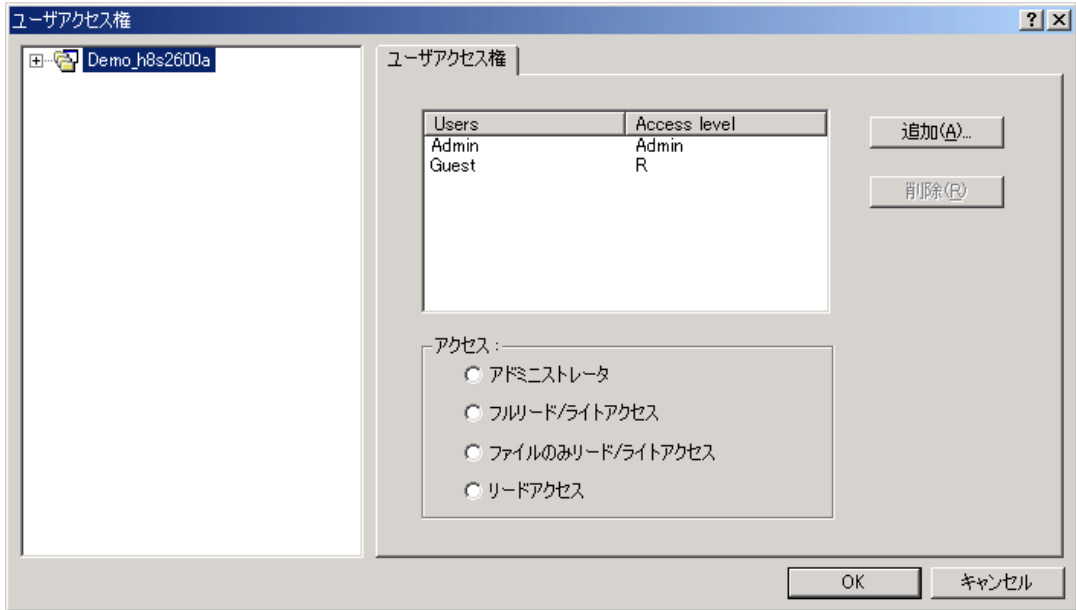 ユーザアクセス権
Demo_h8s2600a
ユーザアクセス権
Users Access level
Admin Admin
Guest R
追加(A)...
削除(R)
アクセス:
アドミニストレータ
フルリード/ライトアクセス
ファイルのみリード/ライトアクセス
リードアクセス
OK キャンセル